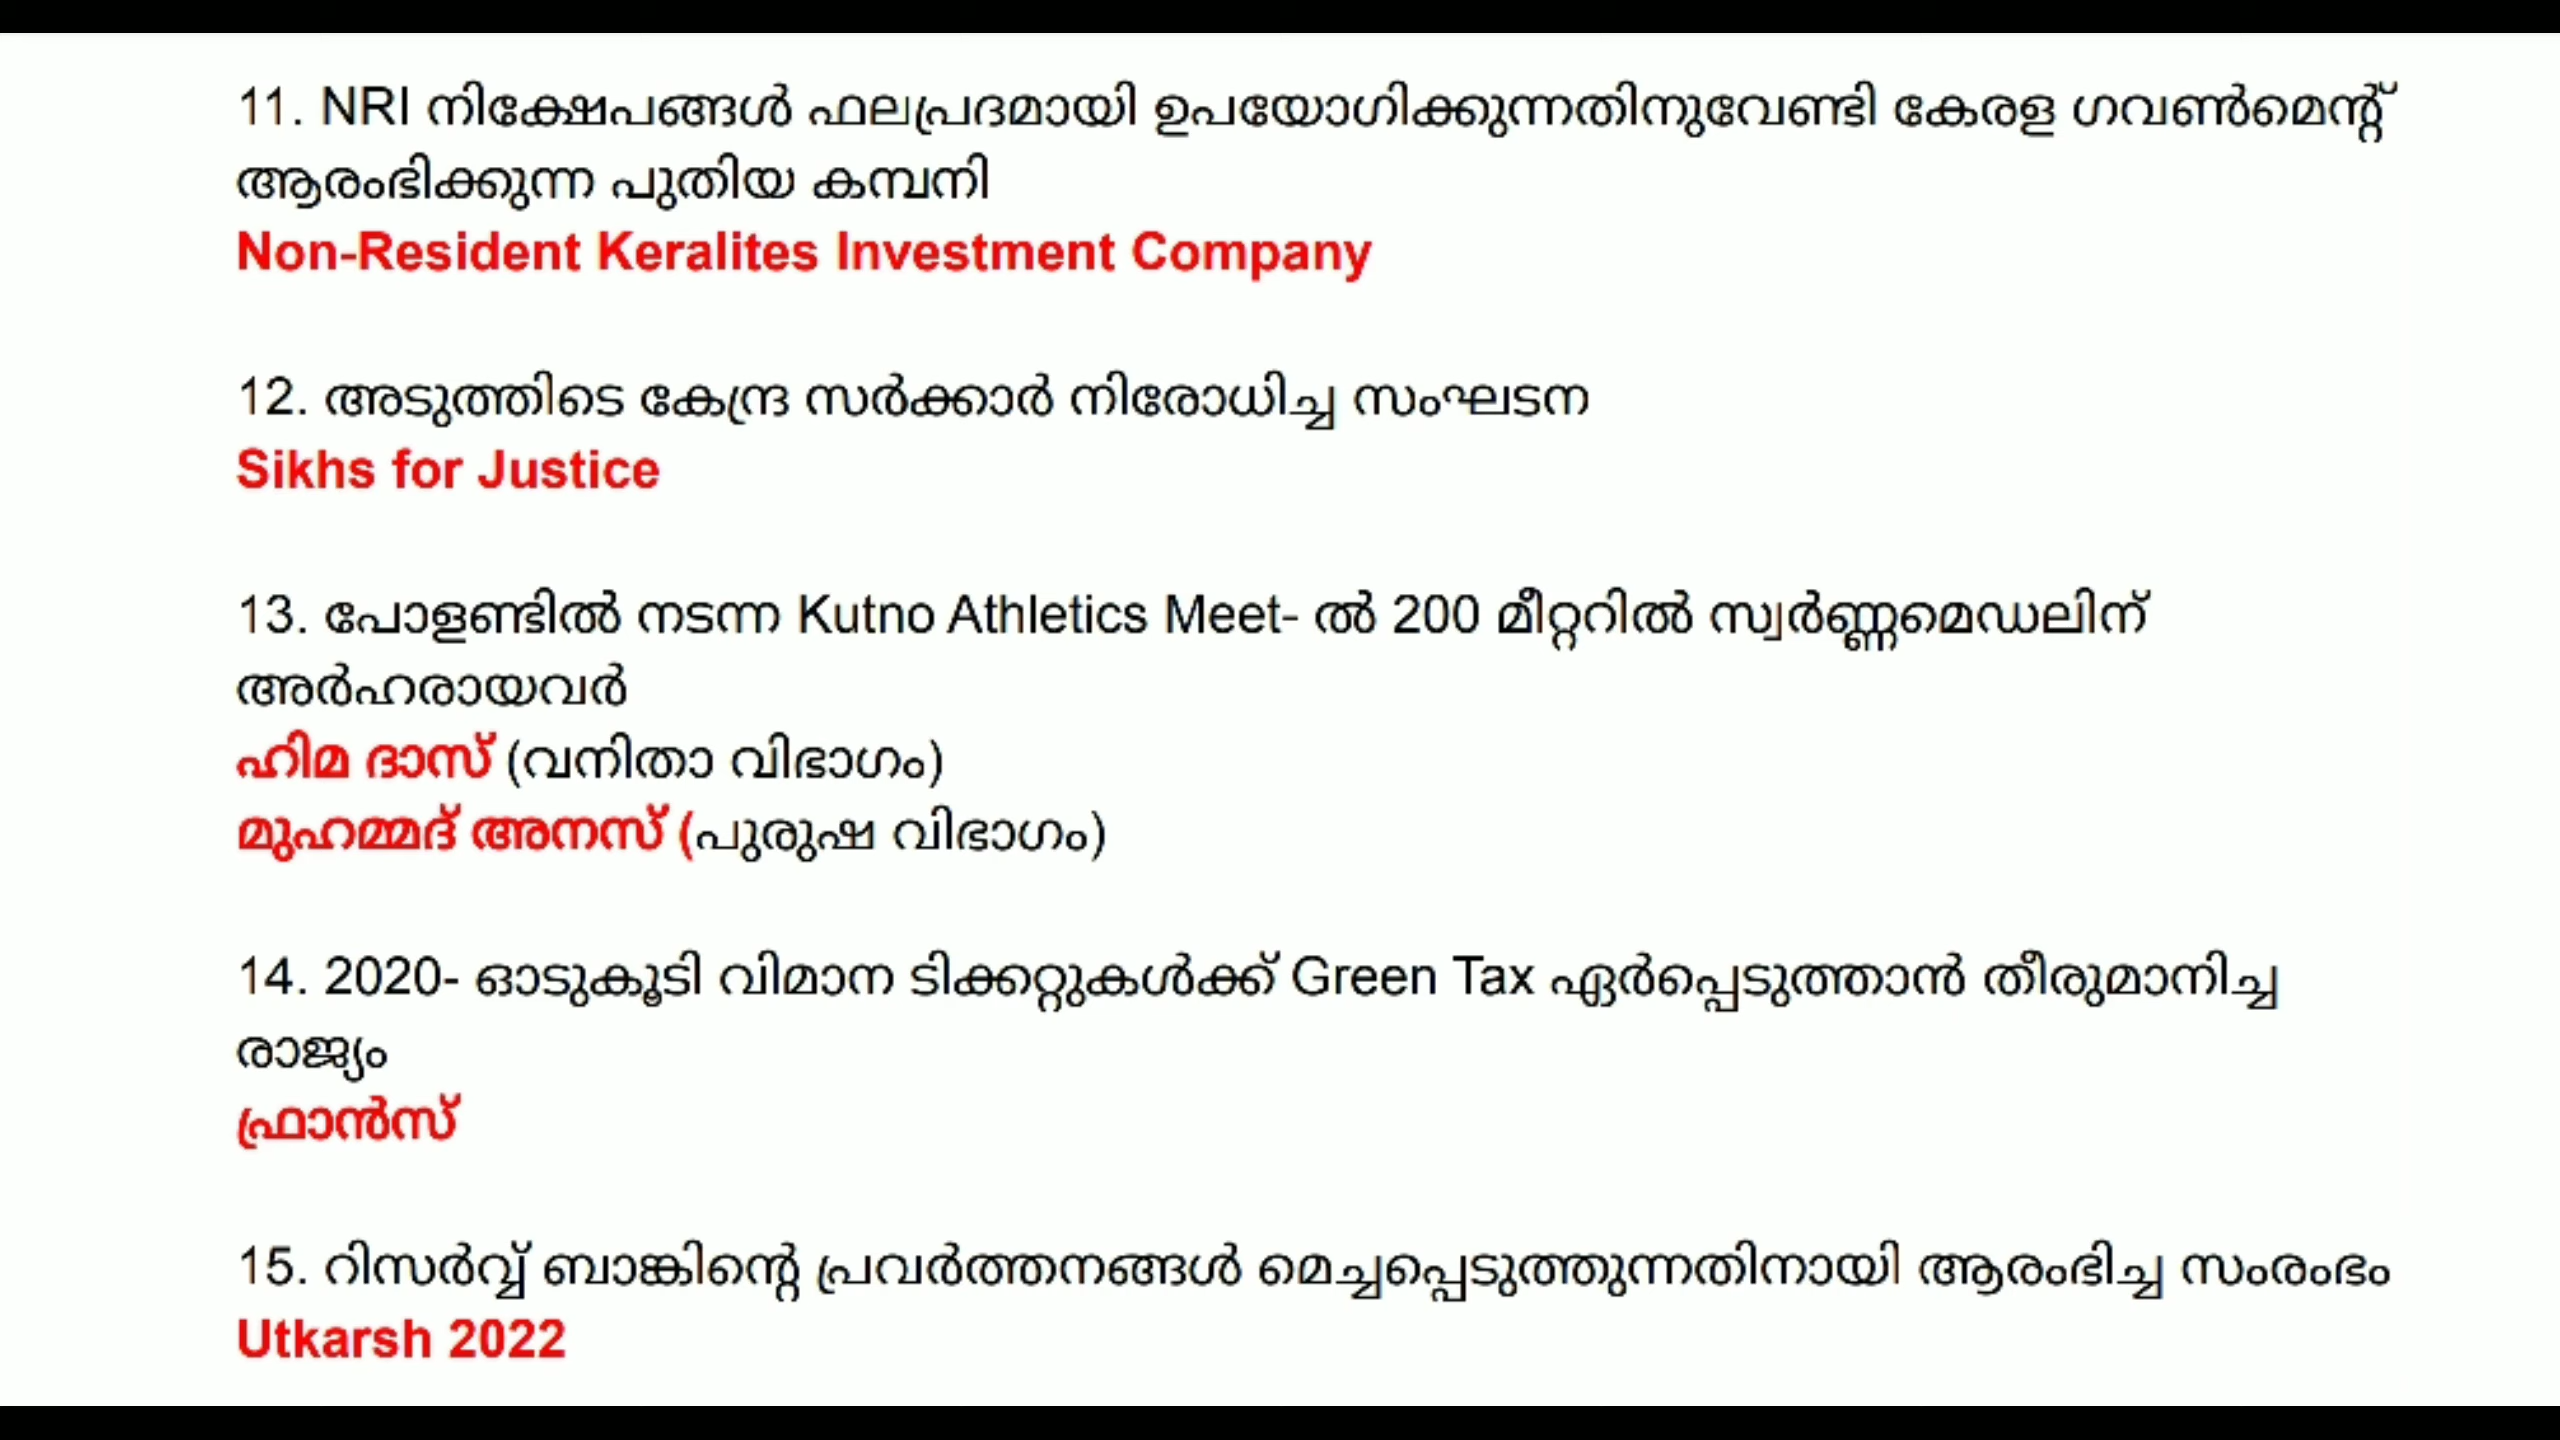 11. NRI നിക്ഷേപങ്ങൾ ഫലപ്രദമായി ഉപയോഗിക്കുന്നതിനുവേണ്ടി കേരള ഗവൺമെന്റ്
ആരംഭിക്കുന്ന പുതിയ കമ്പനി
Non-Resident Keralites Investment Company
12. അടുത്തിടെ കേന്ദ്ര സർക്കാർ നിരോധിച്ച സംഘടന
Sikhs for Justice
13. പോളണ്ടിൽ നടന്ന Kutno Athletics Meet- ൽ 200 മീറ്ററിൽ സ്വർണ്ണമെഡലിന്
അർഹരായവർ
ഹിമ ദാസ് (വനിതാ വിഭാഗം)
മുഹമ്മദ് അനസ് (പുരുഷ വിഭാഗം)
14. 2020- ഓടുകൂടി വിമാന ടിക്കറ്റുകൾക്ക് Green Tax ഏർപ്പെടുത്താൻ തീരുമാനിച്ച
രാജ്യം
ഫ്രാൻസ്
15. റിസർവ്വ് ബാങ്കിന്റെ പ്രവർത്തനങ്ങൾ മെച്ചപ്പെടുത്തുന്നതിനായി ആരംഭിച്ച സംരംഭം
Utkarsh 2022